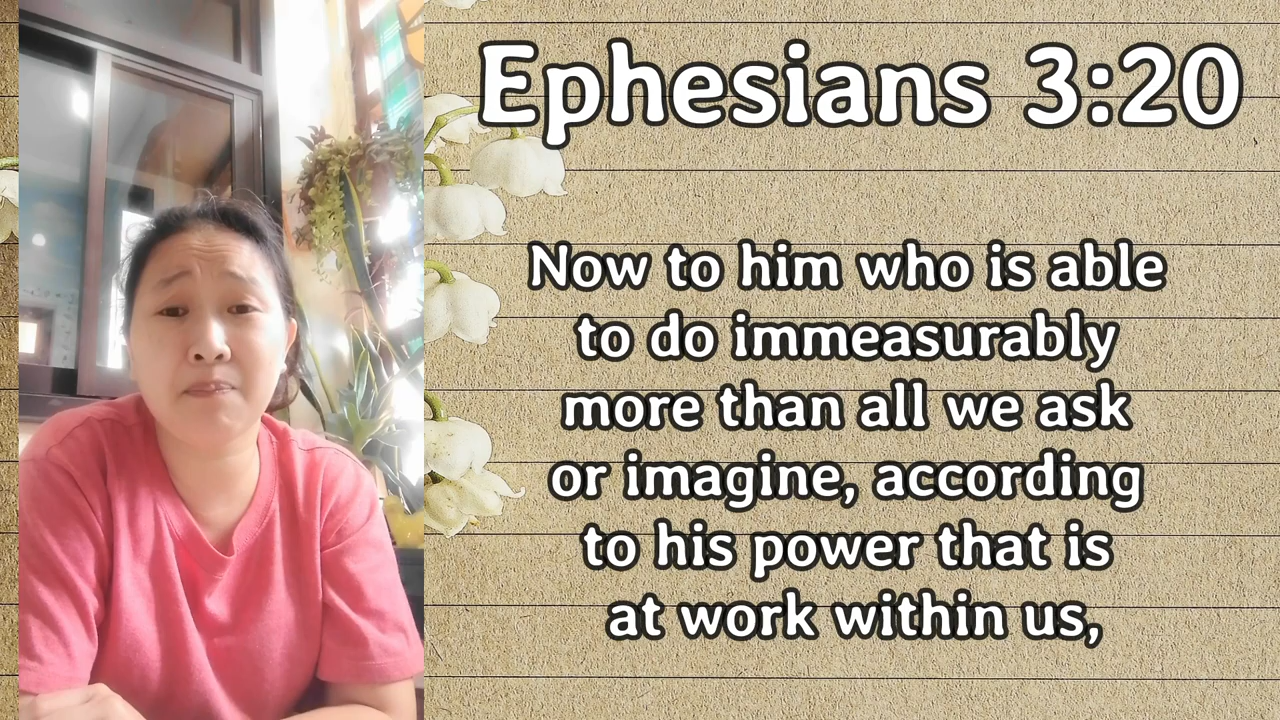 Ephesians 3:20
Now to him who is able
to do immeasurably
more than all we ask
or imagine, according
to his power that is
at work within us,